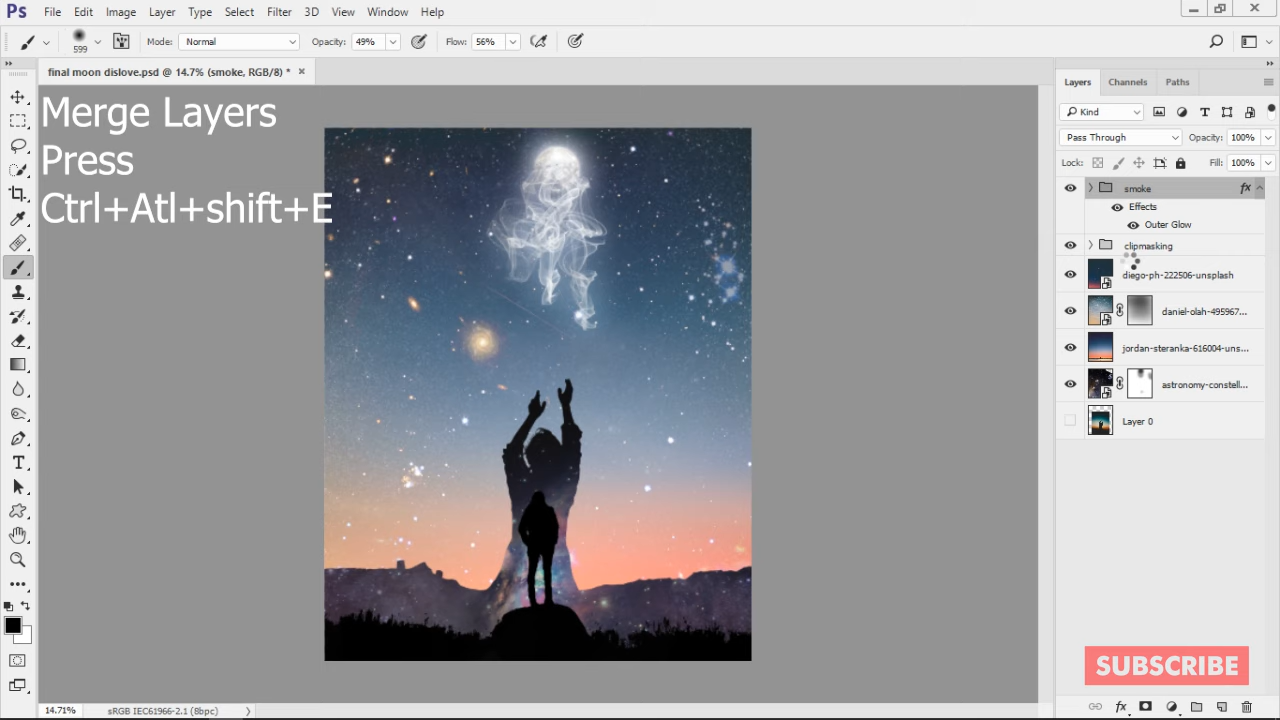 Ps File Edit Image Layer Type Select Filter 3D View Window Help
599 Mode: Normal Opacity: 49% Flow: 56%
final moon dislove.psd @ 14.7% (smoke, RGB/8) *
Merge Layers
Press
Ctrl+Atl+shift+E
Layers Channels Paths
Kind
Pass Through Opacity: 100%
Lock: Fill: 100%
smoke fx
Effects
Outer Glow
clipmasking
diego-ph-222506-unsplash
daniel-olah-495967...
jordan-steranka-616004-uns...
astronomy-constell...
Layer 0
SUBSCRIBE
14.71% sRGB IEC61966-2.1 (8bpc)
fx